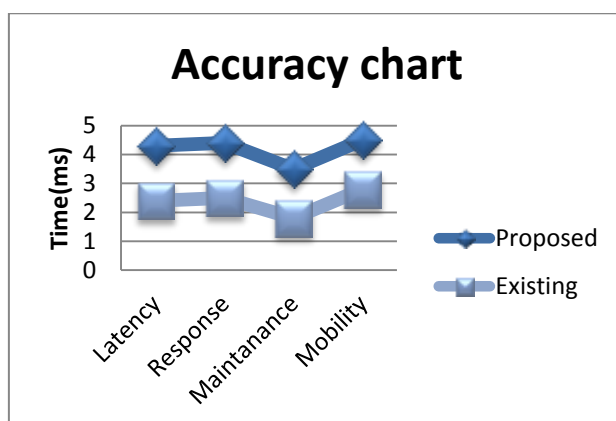 Accuracy chart
Time(ms)
5
4
3
2
1
0
Latency
Response
Maintanance
Mobility
Proposed
Existing